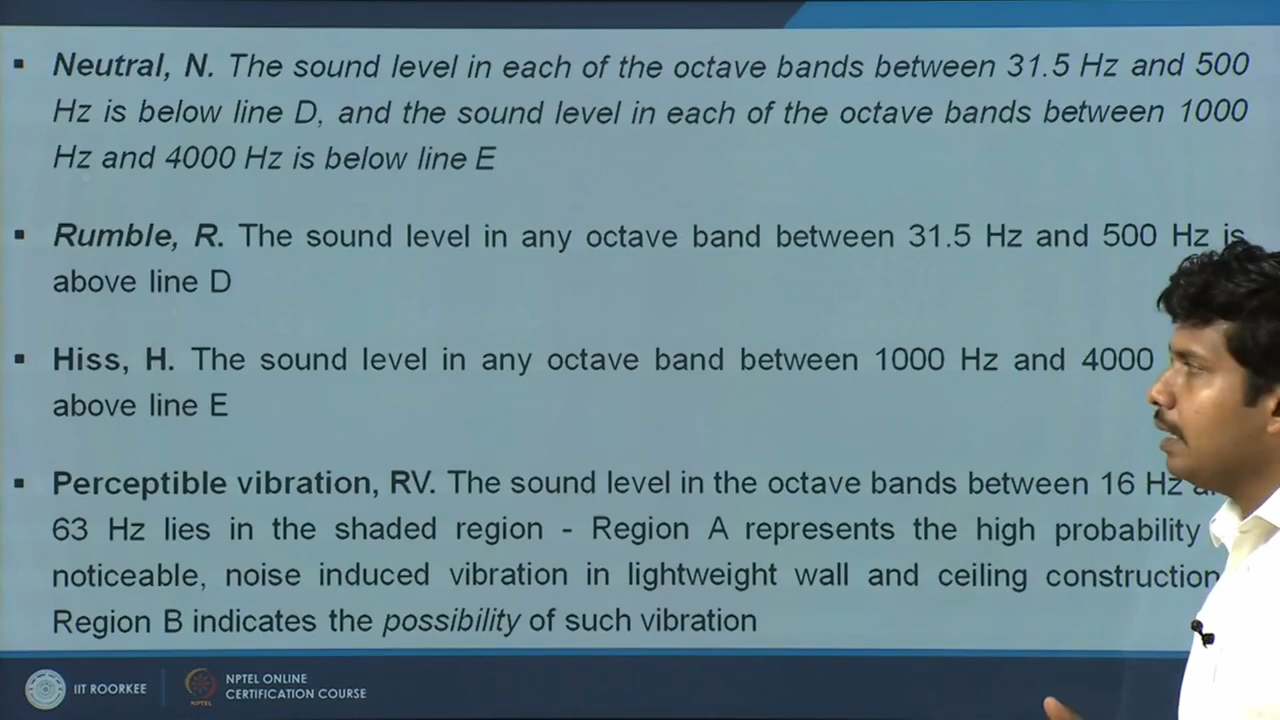 ▪ Neutral, N. The sound level in each of the octave bands between 31.5 Hz and 500
Hz is below line D, and the sound level in each of the octave bands between 1000
Hz and 4000 Hz is below line E
▪ Rumble, R. The sound level in any octave band between 31.5 Hz and 500 Hz is
above line D
▪ Hiss, H. The sound level in any octave band between 1000 Hz and 4000
above line E
▪ Perceptible vibration, RV. The sound level in the octave bands between 16 Hz
63 Hz lies in the shaded region - Region A represents the high probability
noticeable, noise induced vibration in lightweight wall and ceiling construction
Region B indicates the possibility of such vibration
IIT ROORKEE
NPTEL ONLINE
CERTIFICATION COURSE
NPTEL